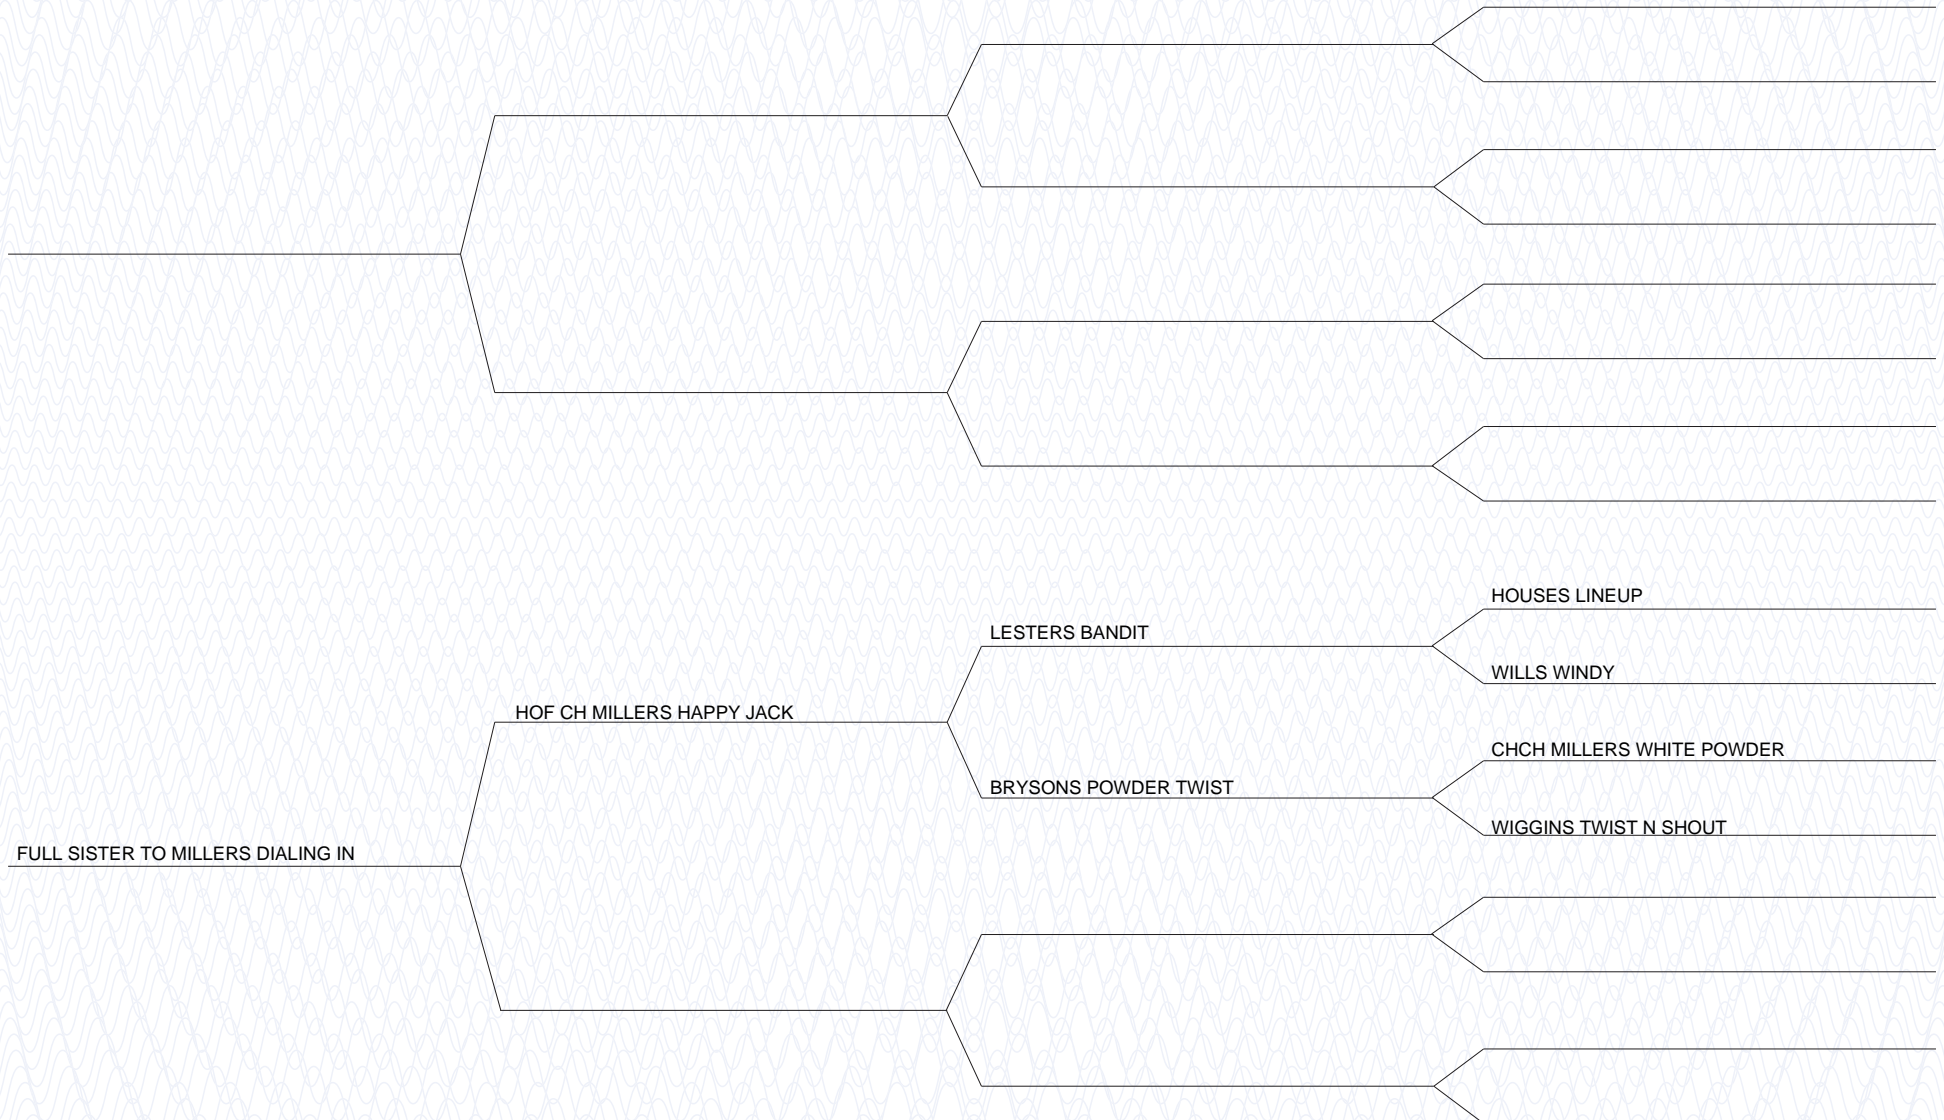 HOUSES LINEUP
LESTERS BANDIT
WILLS WINDY
HOF CH MILLERS HAPPY JACK
CHCH MILLERS WHITE POWDER
BRYSONS POWDER TWIST
WIGGINS TWIST N SHOUT
FULL SISTER TO MILLERS DIALING IN